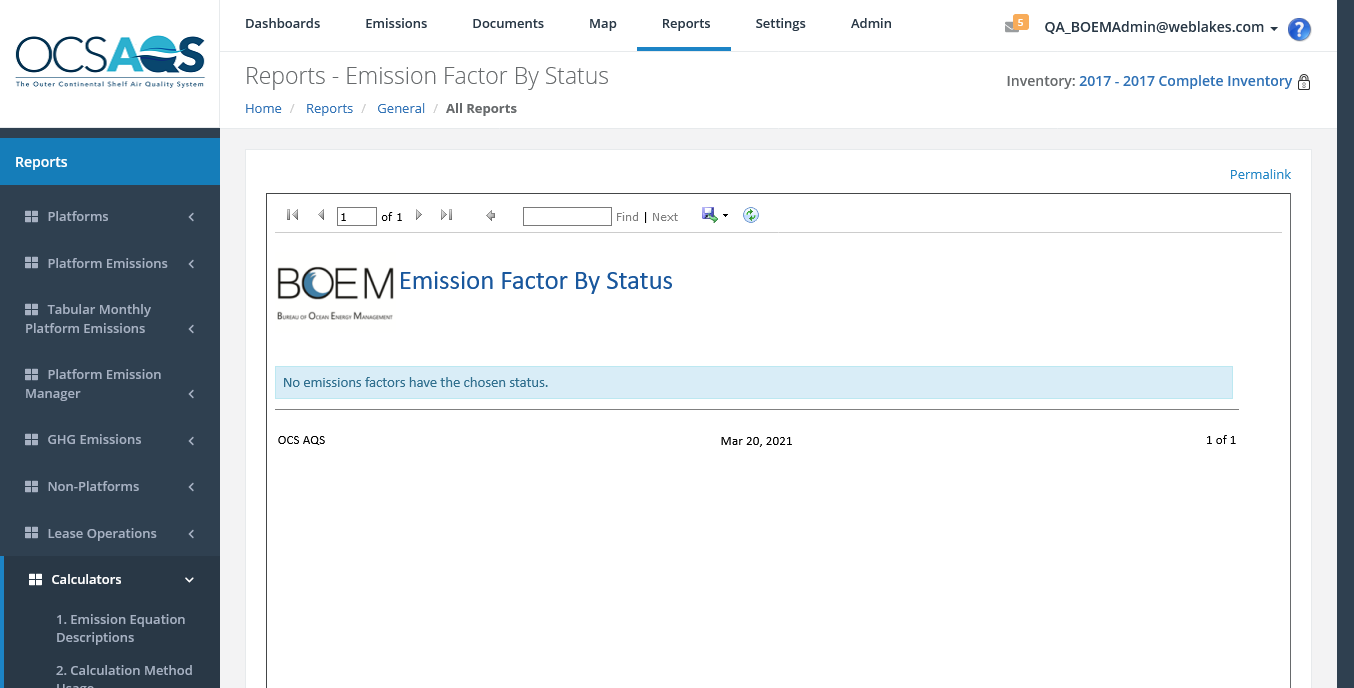 OCSAQS
The Outer Continental Shelf Air Quality System
Dashboards Emissions Documents Map Reports Settings Admin
5
QA_BOEMAdmin@weblakes.com
?
Reports - Emission Factor By Status
Inventory: 2017 - 2017 Complete Inventory
Home / Reports / General / All Reports
Reports
Platforms
Platform Emissions
Tabular Monthly
Platform Emissions
Platform Emission
Manager
GHG Emissions
Non-Platforms
Lease Operations
Calculators
1. Emission Equation
Descriptions
2. Calculation Method
Usage
Permalink
1 of 1 Find | Next
BOEM
Bureau of Ocean Energy Management
Emission Factor By Status
No emissions factors have the chosen status.
OCS AQS Mar 20, 2021 1 of 1